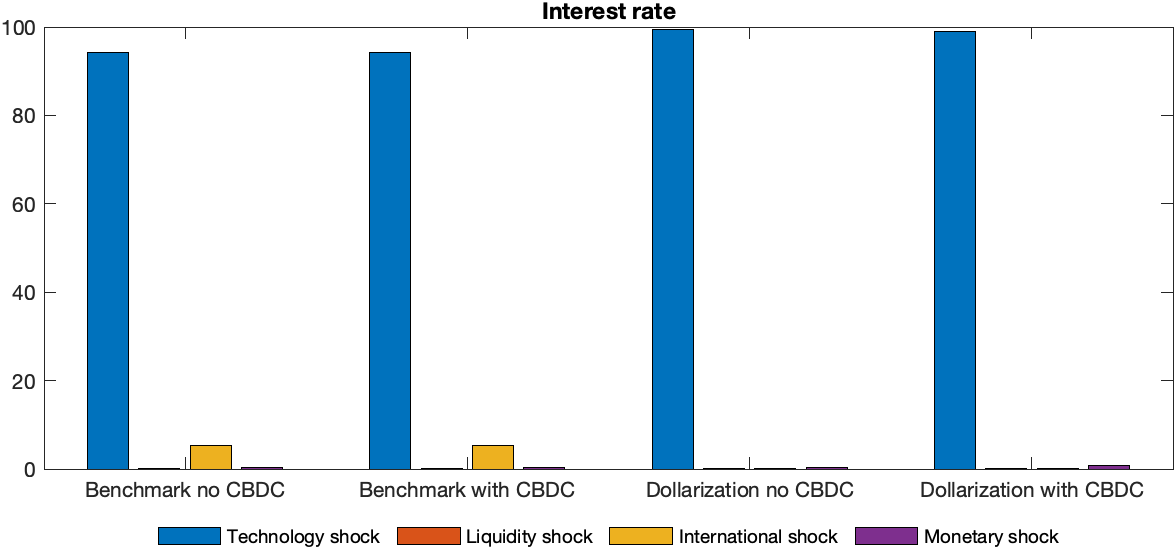 Interest rate
100
80
60
40
20
0
Benchmark no CBDC Benchmark with CBDC Dollarization no CBDC Dollarization with CBDC
Technology shock Liquidity shock International shock Monetary shock